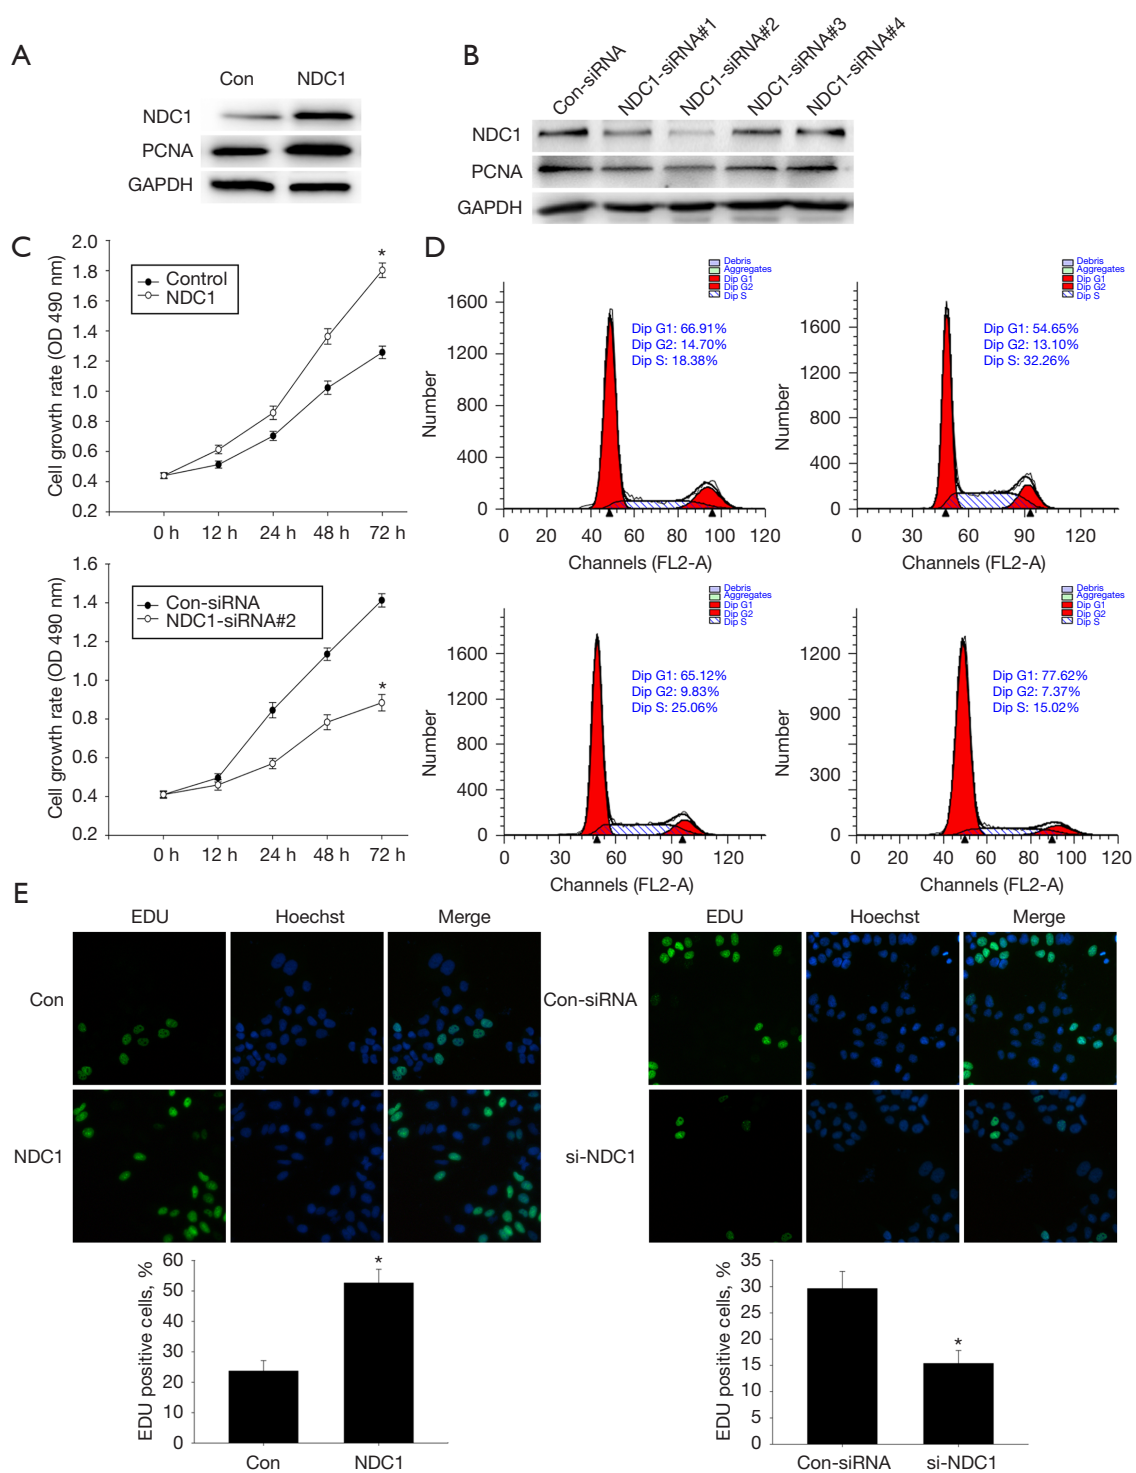 A
Con NDC1
NDC1
PCNA
GAPDH
B
Con-siRNA
NDC1-siRNA#1
NDC1-siRNA#2
NDC1-siRNA#3
NDC1-siRNA#4
NDC1
PCNA
GAPDH
C
Cell growth rate (OD 490 nm)
2.0
1.8
1.6
1.4
1.2
1.0
0.8
0.6
0.4
0.2
Control
NDC1
*
0 h 12 h 24 h 48 h 72 h
Cell growth rate (OD 490 nm)
1.6
1.4
1.2
1.0
0.8
0.6
0.4
0.2
Con-siRNA
NDC1-siRNA#2
*
0 h 12 h 24 h 48 h 72 h
D
Debris
Aggregates
Dip G1
Dip G2
Dip S
Dip G1: 66.91%
Dip G2: 14.70%
Dip S: 18.38%
Number
1600
1200
800
400
0
0 20 40 60 80 100 120
Channels (FL2-A)
Debris
Aggregates
Dip G1
Dip G2
Dip S
Dip G1: 54.65%
Dip G2: 13.10%
Dip S: 32.26%
Number
1600
1200
800
400
0
0 30 60 90 120
Channels (FL2-A)
Debris
Aggregates
Dip G1
Dip G2
Dip S
Dip G1: 65.12%
Dip G2: 9.83%
Dip S: 25.06%
Number
1600
1200
800
400
0
0 30 60 90 120
Channels (FL2-A)
Debris
Aggregates
Dip G1
Dip G2
Dip S
Dip G1: 77.62%
Dip G2: 7.37%
Dip S: 15.02%
Number
1200
900
300
0
0 20 40 60 80 100 120
Channels (FL2-A)
E
EDU Hoechst Merge
Con
NDC1
EDU Hoechst Merge
Con-siRNA
si-NDC1
EDU positive cells, %
60
50
40
30
20
10
0
*
Con NDC1
EDU positive cells, %
35
30
25
20
15
10
5
0
*
Con-siRNA si-NDC1